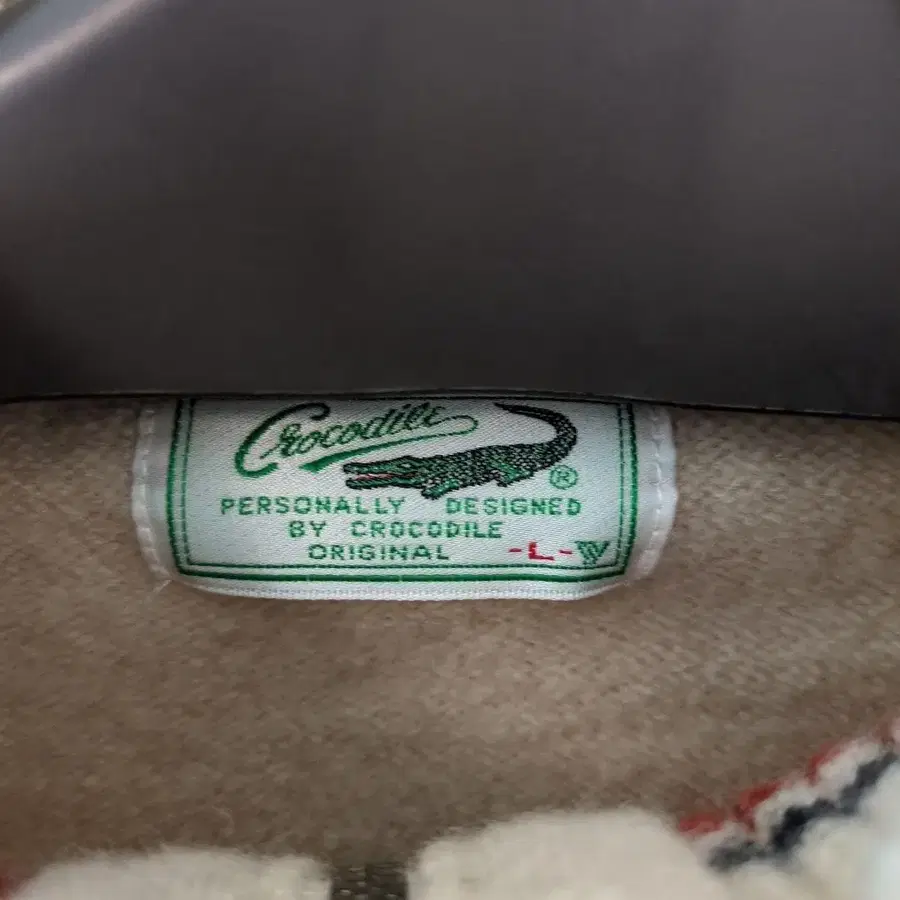 Crocodile ®
PERSONALLY DESIGNED
BY CROCODILE
ORIGINAL -L-